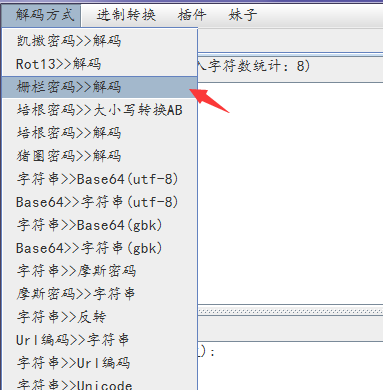 解码方式 进制转换 插件 妹子
凯撒密码>>解码
Rot13>>解码
栅栏密码>>解码
入字符数统计: 8)
培根密码>>大小写转换AB
培根密码>>解码
猪图密码>>解码
字符串>>Base64(utf-8)
Base64>>字符串(utf-8)
字符串>>Base64(gbk)
Base64>>字符串(gbk)
字符串>>摩斯密码
摩斯密码>>字符串
字符串>>反转
Url编码>>字符串
字符串>>Url编码
):
字符串>>Unicode